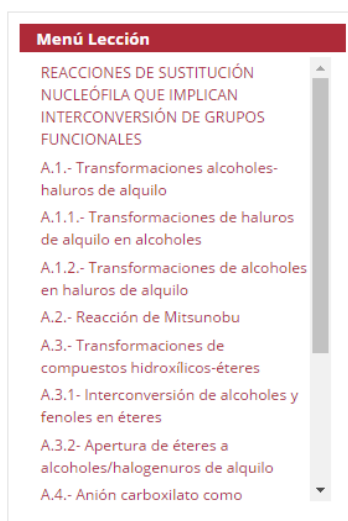 Menú Lección
REACCIONES DE SUSTITUCIÓN
NUCLEÓFILA QUE IMPLICAN
INTERCONVERSIÓN DE GRUPOS
FUNCIONALES
A.1.- Transformaciones alcoholes-
haluros de alquilo
A.1.1.- Transformaciones de haluros
de alquilo en alcoholes
A.1.2.- Transformaciones de alcoholes
en haluros de alquilo
A.2.- Reacción de Mitsunobu
A.3.- Transformaciones de
compuestos hidroxílicos-éteres
A.3.1- Interconversión de alcoholes y
fenoles en éteres
A.3.2- Apertura de éteres a
alcoholes/halogenuros de alquilo
A.4.- Anión carboxilato como